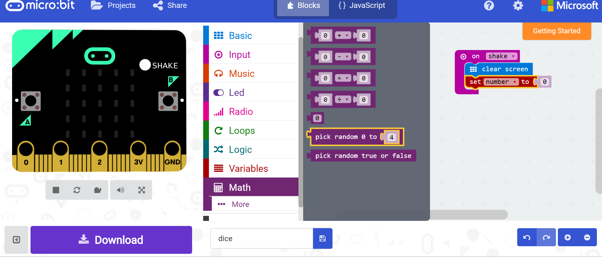 micro:bit Projects Share Blocks {} JavaScript ? Microsoft
Getting Started
SHAKE
B
A
0 1 2 3V GND
Download
Basic
Input
Music
Led
Radio
Loops
Logic
Variables
Math
More
0 + 0
0 - 0
0 0
0 ÷ 0
0
pick random 0 to 4
pick random true or false
on shake
clear screen
set number to 0
dice